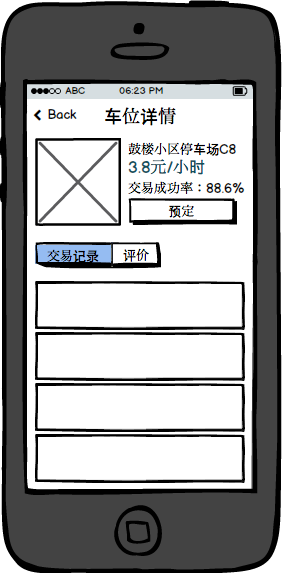 ABC 06:23 PM
Back 车位详情
鼓楼小区停车场C8
3.8元/小时
交易成功率：88.6%
预定
交易记录 评价